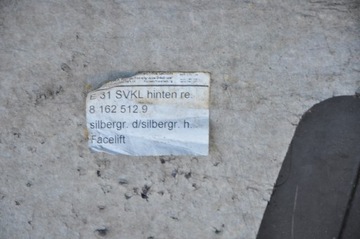 E 31 SVKL hinten re.
8 162 512.9
silbergr. d/silbergr. h.
Facelift